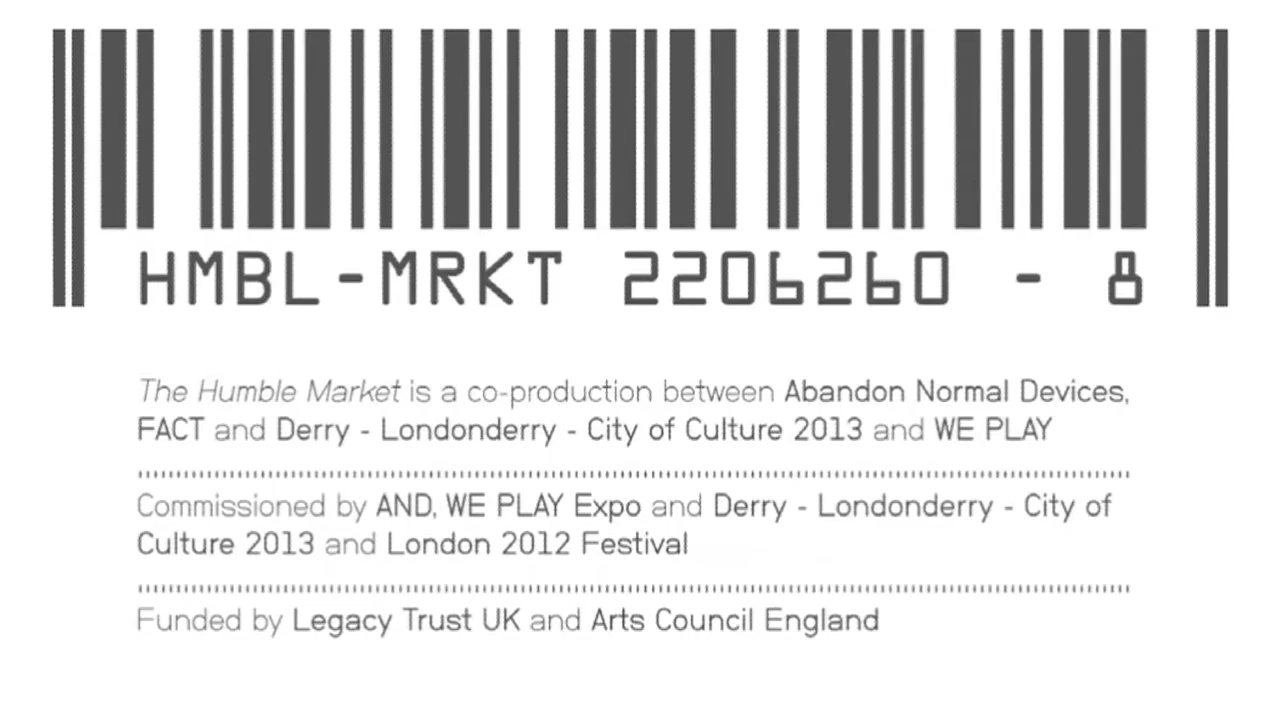 HMBL-MRKT 2206260 - 8
The Humble Market is a co-production between Abandon Normal Devices,
FACT and Derry - Londonderry - City of Culture 2013 and WE PLAY
Commissioned by AND, WE PLAY Expo and Derry - Londonderry - City of
Culture 2013 and London 2012 Festival
Funded by Legacy Trust UK and Arts Council England